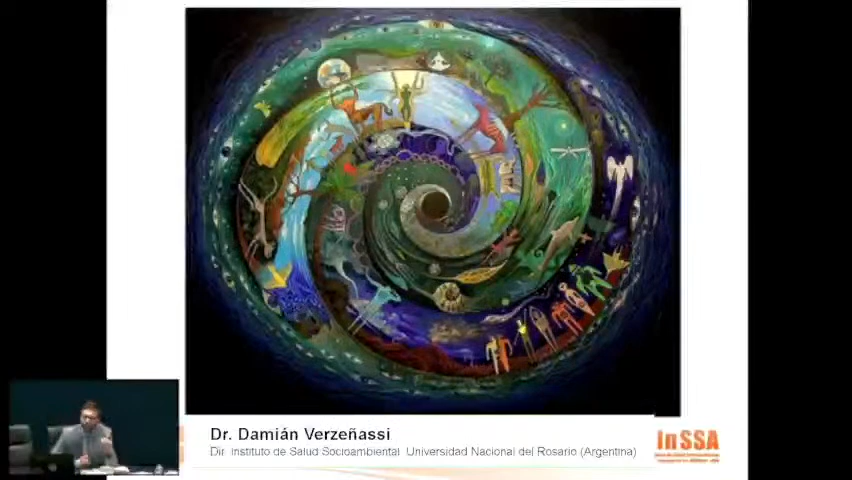 Dr. Damián Verzeñassi
Dir. Instituto de Salud Socioambiental Universidad Nacional del Rosario (Argentina)
inSSA